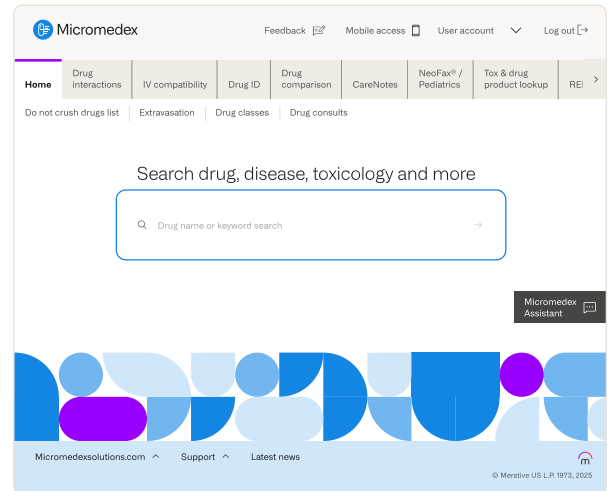 Micromedex
Feedback
Mobile access
User account
Log out
Home
Drug
interactions
IV compatibility
Drug ID
Drug
comparison
CareNotes
NeoFax® /
Pediatrics
Tox & drug
product lookup
REI
Do not crush drugs list
Extravasation
Drug classes
Drug consults
Search drug, disease, toxicology and more
Drug name or keyword search
Micromedex
Assistant
Micromedexsolutions.com
Support
Latest news
m
© Merative US L.P. 1973, 2025